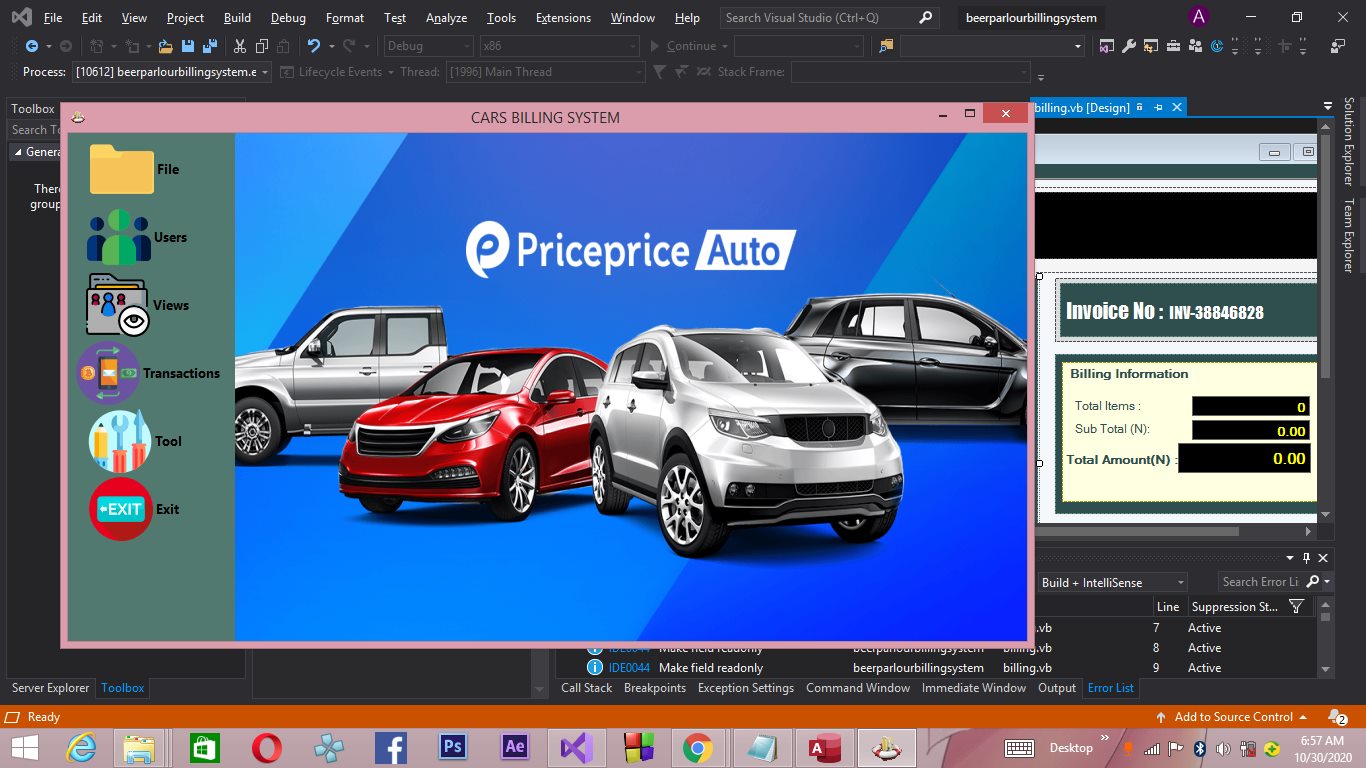 File Edit View Project Build Debug Format Test Analyze Tools Extensions Window Help Search Visual Studio (Ctrl+Q) beerparlourbillingsystem A
Debug x86 Continue
Process: [10612] beerparlourbillingsystem.e Lifecycle Events Thread: [1996] Main Thread Stack Frame:
Toolbox
billing.vb [Design]
Search To
Genera
Ther
group
CARS BILLING SYSTEM
File
Users
Views
Transactions
Tool
EXIT Exit
Priceprice Auto
Invoice No : INV-38846828
Billing Information
Total Items : 0
Sub Total (N): 0.00
Total Amount(N) : 0.00
Solution Explorer
Team Explorer
Build + IntelliSense Search Error Li
Line Suppression St...
.vb 7 Active
billing.vb 8 Active
IDE0044 Make field readonly beerparlourbillingsystem billing.vb 9 Active
Server Explorer Toolbox
Call Stack Breakpoints Exception Settings Command Window Immediate Window Output Error List
Ready Add to Source Control 2
Ps Ae A Desktop 6:57 AM
10/30/2020